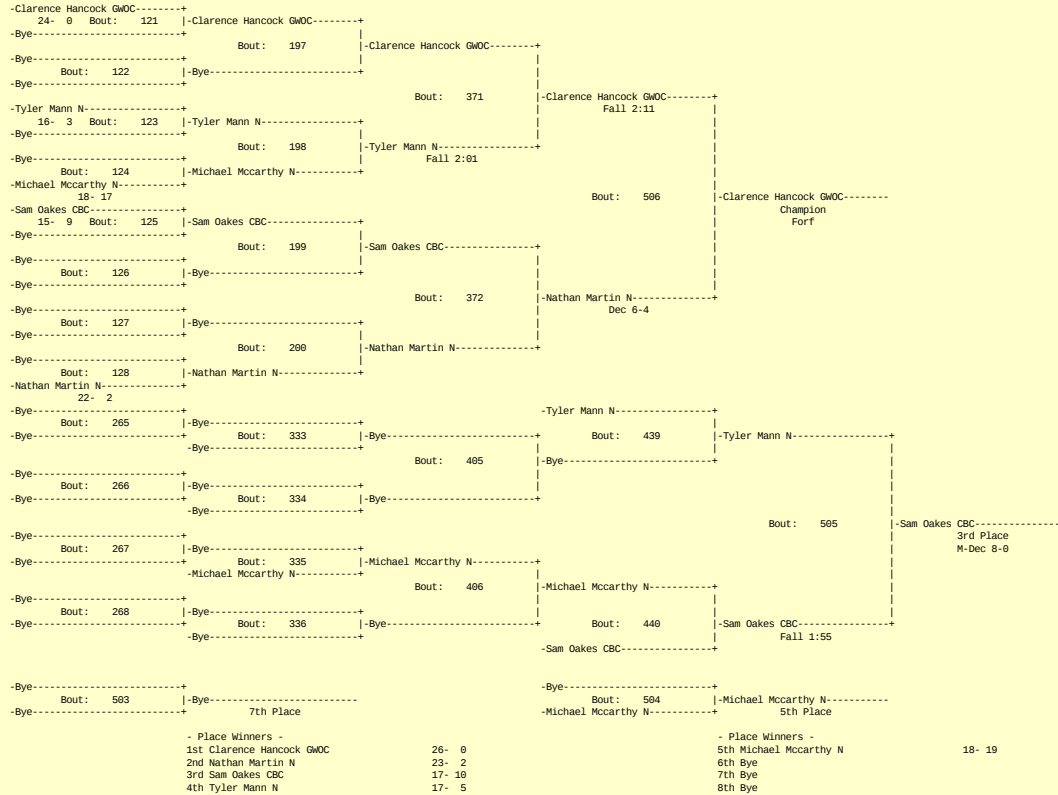 -Clarence Hancock GWOC--------+
24-  0   Bout:    121     |-Clarence Hancock GWOC--------+
-Bye--------------------------+                              |
Bout:    197     |-Clarence Hancock GWOC--------+
-Bye--------------------------+                              |                              |
Bout:    122     |-Bye--------------------------+                              |
-Bye--------------------------+                                                             |
Bout:    371     |-Clarence Hancock GWOC--------+
-Tyler Mann N-----------------+                                                             |           Fall 2:11          |
16-  3   Bout:    123     |-Tyler Mann N-----------------+                              |                              |
-Bye--------------------------+                              |                              |                              |
Bout:    198     |-Tyler Mann N-----------------+                              |
-Bye--------------------------+                              |           Fall 2:01                                         |
Bout:    124     |-Michael Mccarthy N-----------+                                                             |
-Michael Mccarthy N-----------+                                                                                            |
18- 17                                                                            Bout:    506     |-Clarence Hancock GWOC--------
-Sam Oakes CBC----------------+                                                                                            |           Champion
15-  9   Bout:    125     |-Sam Oakes CBC----------------+                                                             |             Forf
-Bye--------------------------+                              |                                                             |
Bout:    199     |-Sam Oakes CBC----------------+                              |
-Bye--------------------------+                              |                              |                              |
Bout:    126     |-Bye--------------------------+                              |                              |
-Bye--------------------------+                                                             |                              |
Bout:    372     |-Nathan Martin N--------------+
-Bye--------------------------+                                                             |            Dec 6-4
Bout:    127     |-Bye--------------------------+                              |
-Bye--------------------------+                              |                              |
Bout:    200     |-Nathan Martin N--------------+
-Bye--------------------------+                              |
Bout:    128     |-Nathan Martin N--------------+
-Nathan Martin N--------------+
22-  2
-Bye--------------------------+                                                             -Tyler Mann N-----------------+
Bout:    265     |-Bye--------------------------+                                                             |
-Bye--------------------------+        Bout:    333     |-Bye--------------------------+        Bout:    439     |-Tyler Mann N-----------------+
-Bye--------------------------+                              |                              |                              |
Bout:    405     |-Bye--------------------------+                              |
-Bye--------------------------+                              |                                                             |
Bout:    266     |-Bye--------------------------+                              |                                                             |
-Bye--------------------------+        Bout:    334     |-Bye--------------------------+                                                             |
-Bye--------------------------+                                                                                            |
Bout:    505     |-Sam Oakes CBC---------------
-Bye--------------------------+                                                                                            |           3rd Place
Bout:    267     |-Bye--------------------------+                                                                                            |           M-Dec 8-0
-Bye--------------------------+        Bout:    335     |-Michael Mccarthy N-----------+                                                             |
-Michael Mccarthy N-----------+                              |                                                             |
Bout:    406     |-Michael Mccarthy N-----------+                              |
-Bye--------------------------+                              |                              |                              |
Bout:    268     |-Bye--------------------------+                              |                              |                              |
-Bye--------------------------+        Bout:    336     |-Bye--------------------------+        Bout:    440     |-Sam Oakes CBC----------------+
-Bye--------------------------+                                                             |           Fall 1:55
-Sam Oakes CBC----------------+
-Bye--------------------------+                                                             -Bye--------------------------+
Bout:    503     |-Bye-------------------------                                        Bout:    504     |-Michael Mccarthy N----------
-Bye--------------------------+           7th Place                                         -Michael Mccarthy N-----------+           5th Place
- Place Winners -                                                                          - Place Winners -
1st Clarence Hancock GWOC                  26-  0                                          5th Michael Mccarthy N                     18- 19
2nd Nathan Martin N                        23-  2                                          6th Bye
3rd Sam Oakes CBC                          17- 10                                          7th Bye
4th Tyler Mann N                           17-  5                                          8th Bye